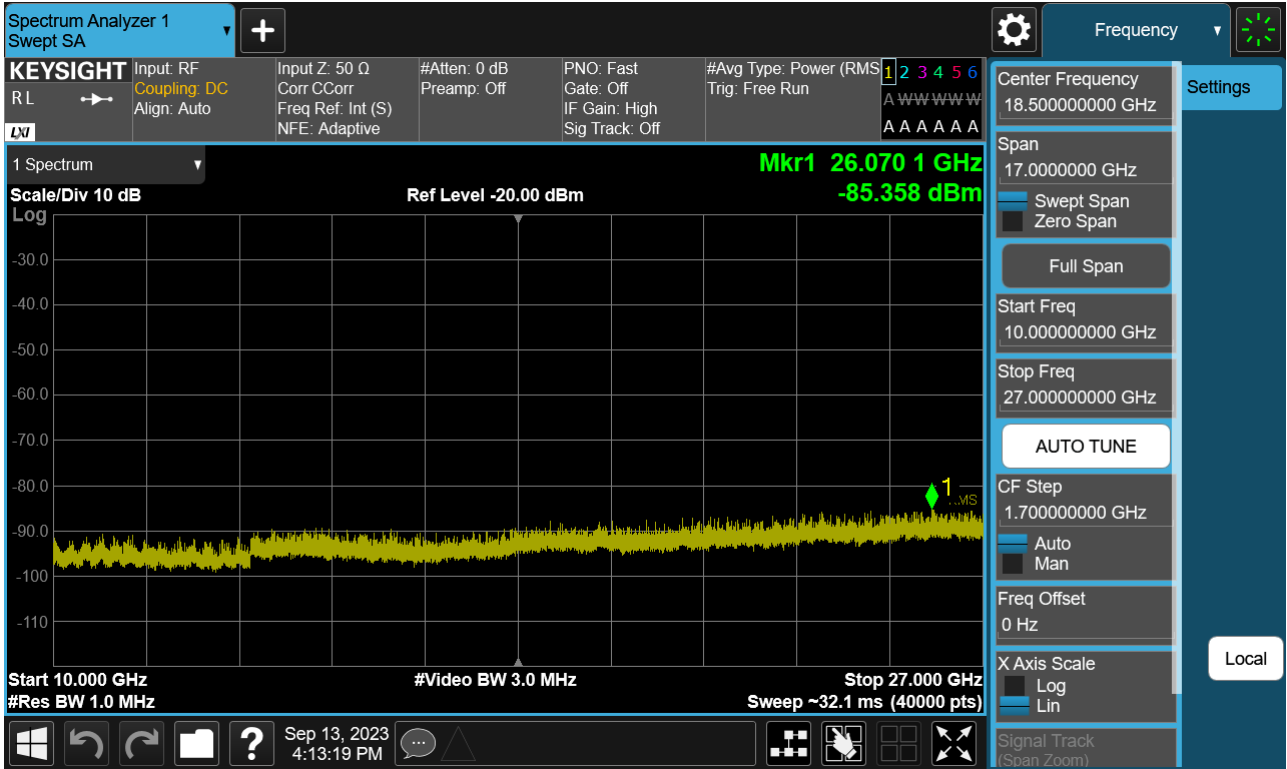 Spectrum Analyzer 1
Swept SA
Frequency
KEYSIGHT
R L
LXI
Input: RF
Coupling: DC
Align: Auto
Input Z: 50 Ω
Corr CCorr
Freq Ref: Int (S)
NFE: Adaptive
#Atten: 0 dB
Preamp: Off
PNO: Fast
Gate: Off
IF Gain: High
Sig Track: Off
#Avg Type: Power (RMS
Trig: Free Run
1 2 3 4 5 6
A W W W W W
A A A A A A
1 Spectrum
Mkr1 26.070 1 GHz
Scale/Div 10 dB
Ref Level -20.00 dBm
-85.358 dBm
Log
-30.0
-40.0
-50.0
-60.0
-70.0
-80.0
-90.0
-100
-110
1
Start 10.000 GHz
#Video BW 3.0 MHz
Stop 27.000 GHz
#Res BW 1.0 MHz
Sweep ~32.1 ms (40000 pts)
Sep 13, 2023
4:13:19 PM
?
Center Frequency
18.500000000 GHz
Settings
Span
17.0000000 GHz
Swept Span
Zero Span
Full Span
Start Freq
10.000000000 GHz
Stop Freq
27.000000000 GHz
AUTO TUNE
CF Step
1.700000000 GHz
Auto
Man
Freq Offset
0 Hz
X Axis Scale
Log
Lin
Local
Signal Track
(Span Zoom)